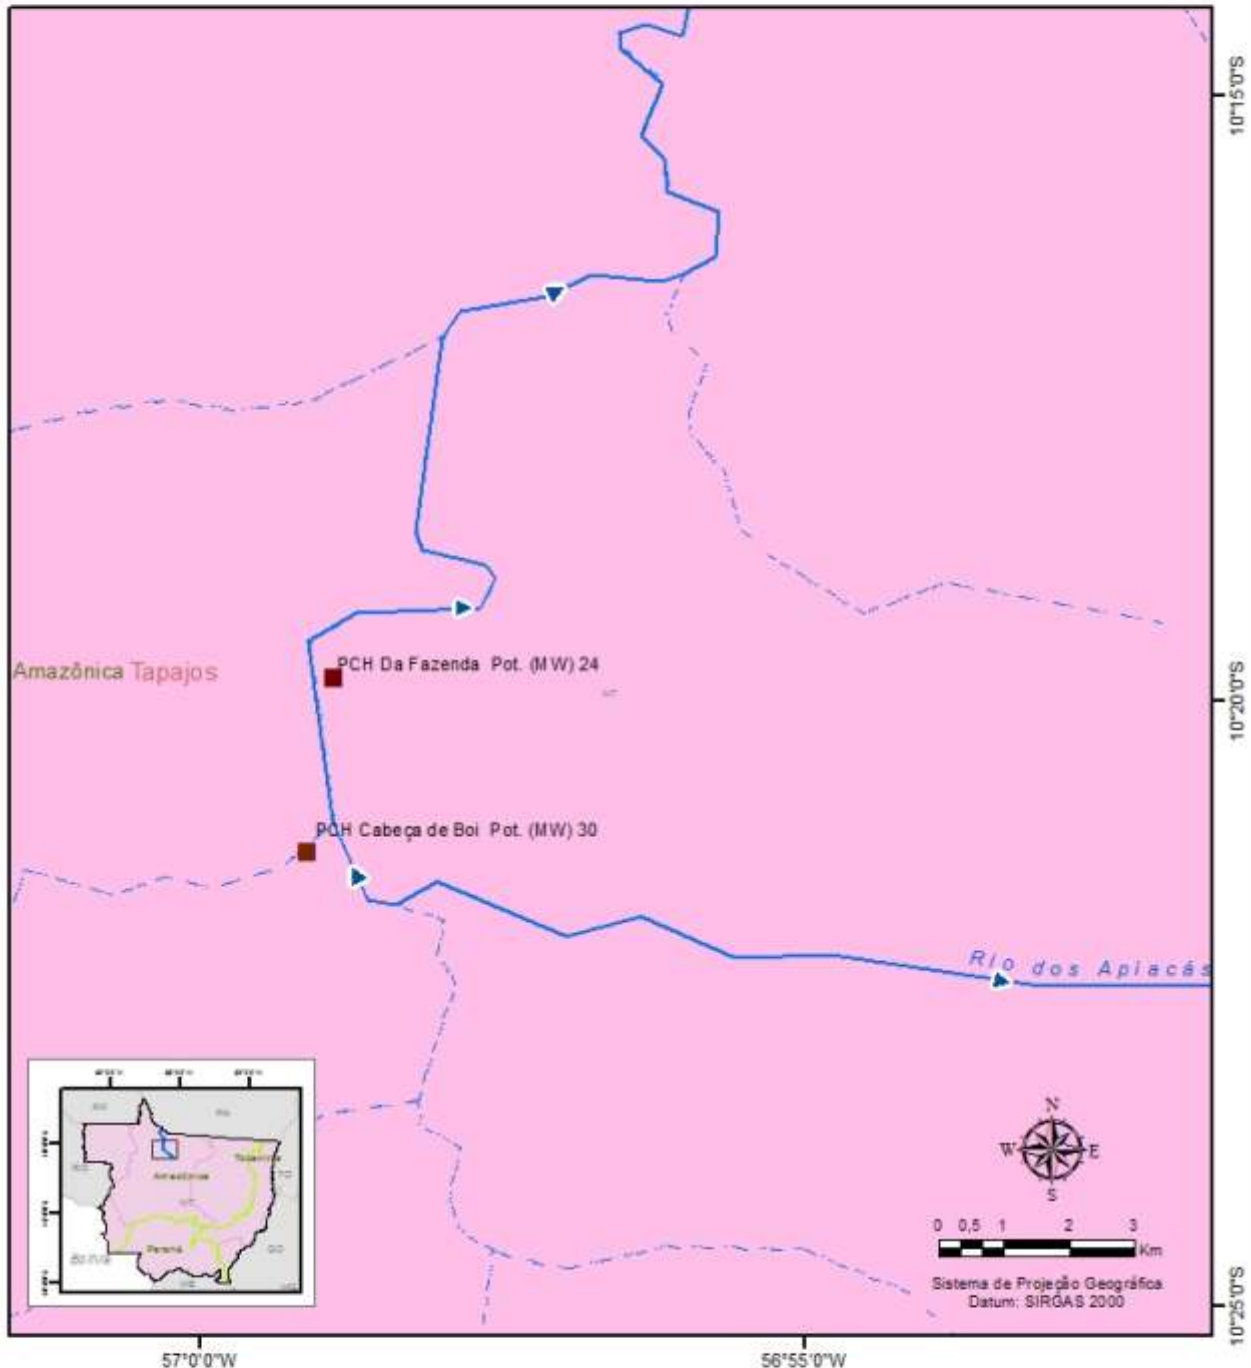 10°15'0"S
Amazônica Tapajos
PCH Da Fazenda Pot. (MW) 24
10°20'0"S
PCH Cabeça de Boi Pot. (MW) 30
Rio dos Apiacás
Amazônica
Paraná
N
W E
S
0 0,5 1 2 3
Km
Sistema de Projeção Geográfica
Datum: SIRGAS 2000
10°25'0"S
57°0'0"W 56°55'0"W